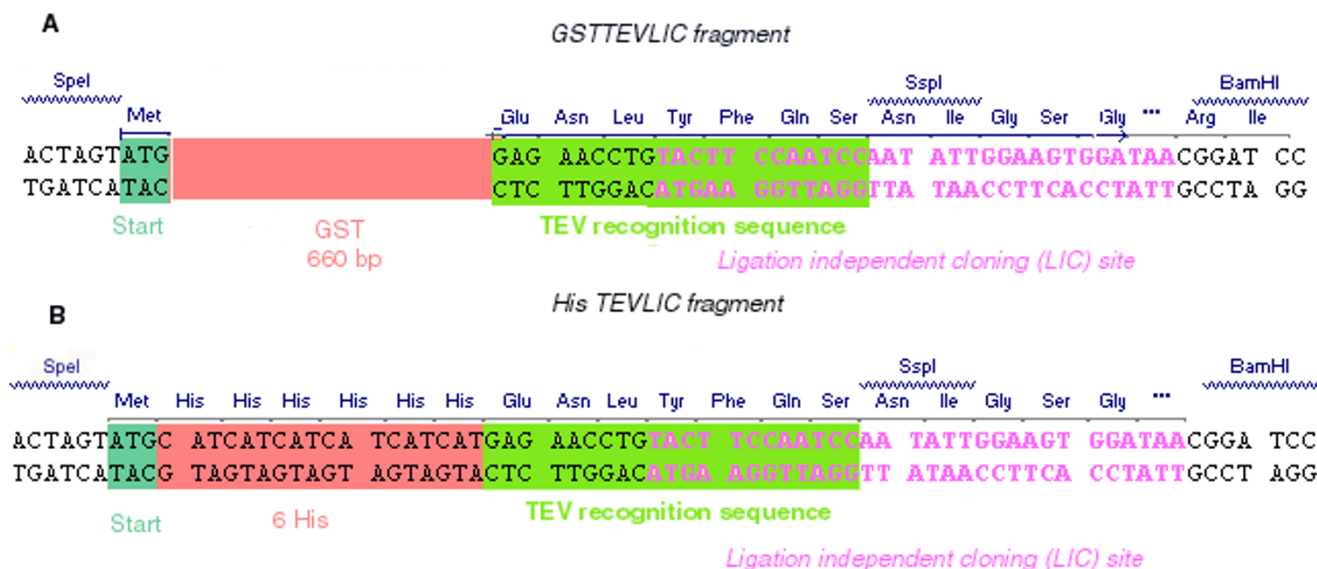 A
GSTTEVLIC fragment
SpeI SspI BamHI
Met Glu Asn Leu Tyr Phe Gln Ser Asn Ile Gly Ser Gly ... Arg Ile
ACTAGTATG GAG AACCTGTACTT CCAATCCAAT ATTGGAAGTGGATAACGGAT CC
TGATCATAC CTC TTGGACATGAA GGTTAGGTTA TAACCTTCACCTATTGCCTA GG
Start GST TEV recognition sequence
660 bp Ligation independent cloning (LIC) site
His TEVLIC fragment
B
SpeI SspI BamHI
Met His His His His His His Glu Asn Leu Tyr Phe Gln Ser Asn Ile Gly Ser Gly ...
ACTAGTATGC ATCATCATCA TCATCATGAG AACCTGTACT TCCAATCCAA TATTGGAAGT GGATAACGGA TCC
TGATCATACG TAGTAGTAGT AGTAGTACTC TTGGACATGA AGGTTAGGTT ATAACCTTCA CCTATTGCCT AGG
Start 6 His TEV recognition sequence
Ligation independent cloning (LIC) site